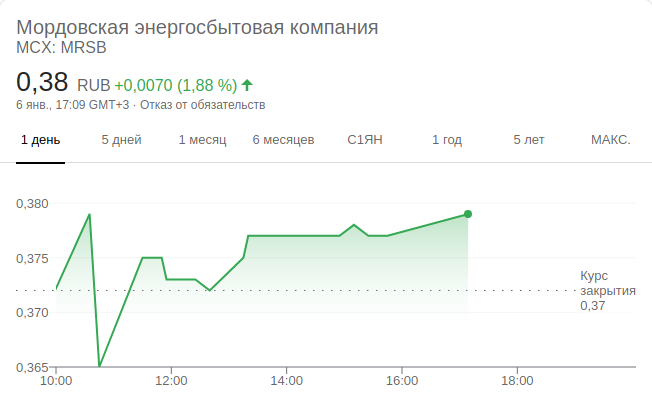 Мордовская энергосбытовая компания
MCX: MRSB
0,38 RUB +0,0070 (1,88 %)
6 янв., 17:09 GMT+3 · Отказ от обязательств
1 день 5 дней 1 месяц 6 месяцев С1ЯН 1 год 5 лет МАКС.
0,380
0,375
0,370
0,365
Курс
закрытия
0,37
10:00 12:00 14:00 16:00 18:00